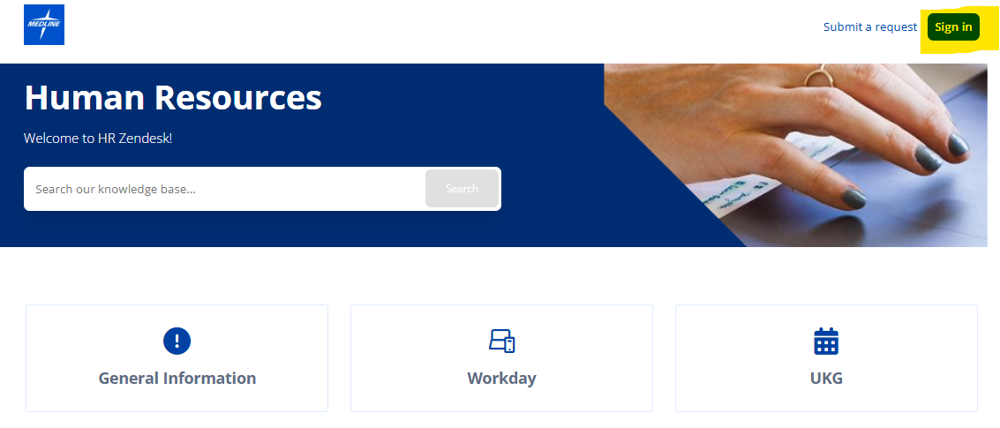 MEDLINE
Submit a request
Sign in
Human Resources
Welcome to HR Zendesk!
Search our knowledge base...
Search
General Information
Workday
UKG